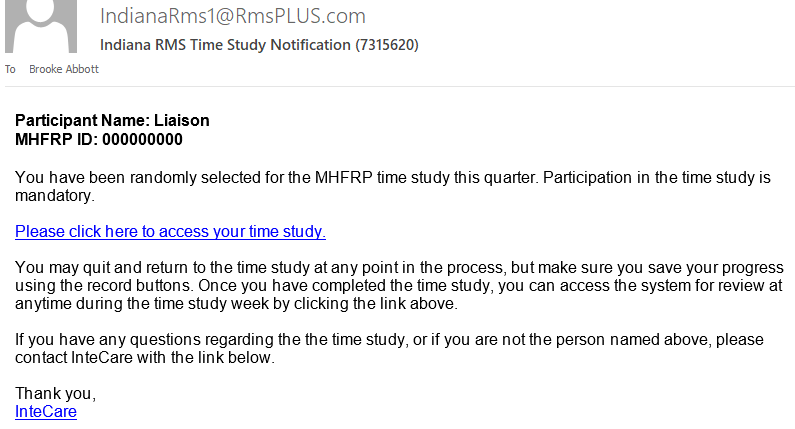 IndianaRms1@RmsPLUS.com
Indiana RMS Time Study Notification (7315620)
To Brooke Abbott
Participant Name: Liaison
MHFRP ID: 000000000
You have been randomly selected for the MHFRP time study this quarter. Participation in the time study is
mandatory.
Please click here to access your time study.
You may quit and return to the time study at any point in the process, but make sure you save your progress
using the record buttons. Once you have completed the time study, you can access the system for review at
anytime during the time study week by clicking the link above.
If you have any questions regarding the the time study, or if you are not the person named above, please
contact InteCare with the link below.
Thank you,
InteCare